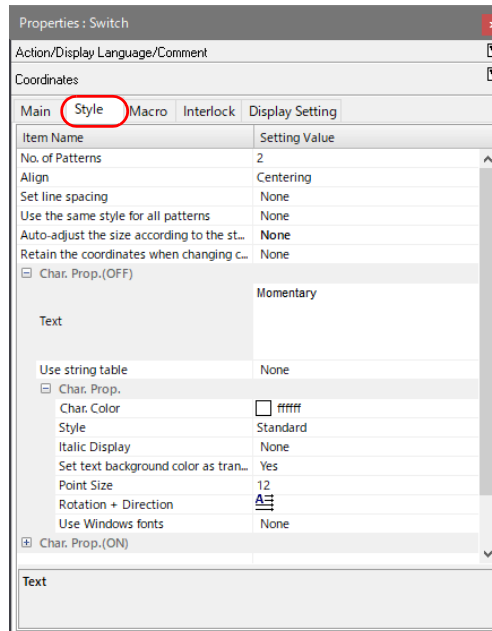 Properties : Switch
Action/Display Language/Comment
Coordinates
Main Style Macro Interlock Display Setting
Item Name Setting Value
No. of Patterns 2
Align Centering
Set line spacing None
Use the same style for all patterns None
Auto-adjust the size according to the st... None
Retain the coordinates when changing c... None
Char. Prop.(OFF)
Momentary
Text
Use string table None
Char. Prop.
Char. Color ffffff
Style Standard
Italic Display None
Set text background color as tran... Yes
Point Size 12
Rotation + Direction A
Use Windows fonts None
Char. Prop.(ON)
Text